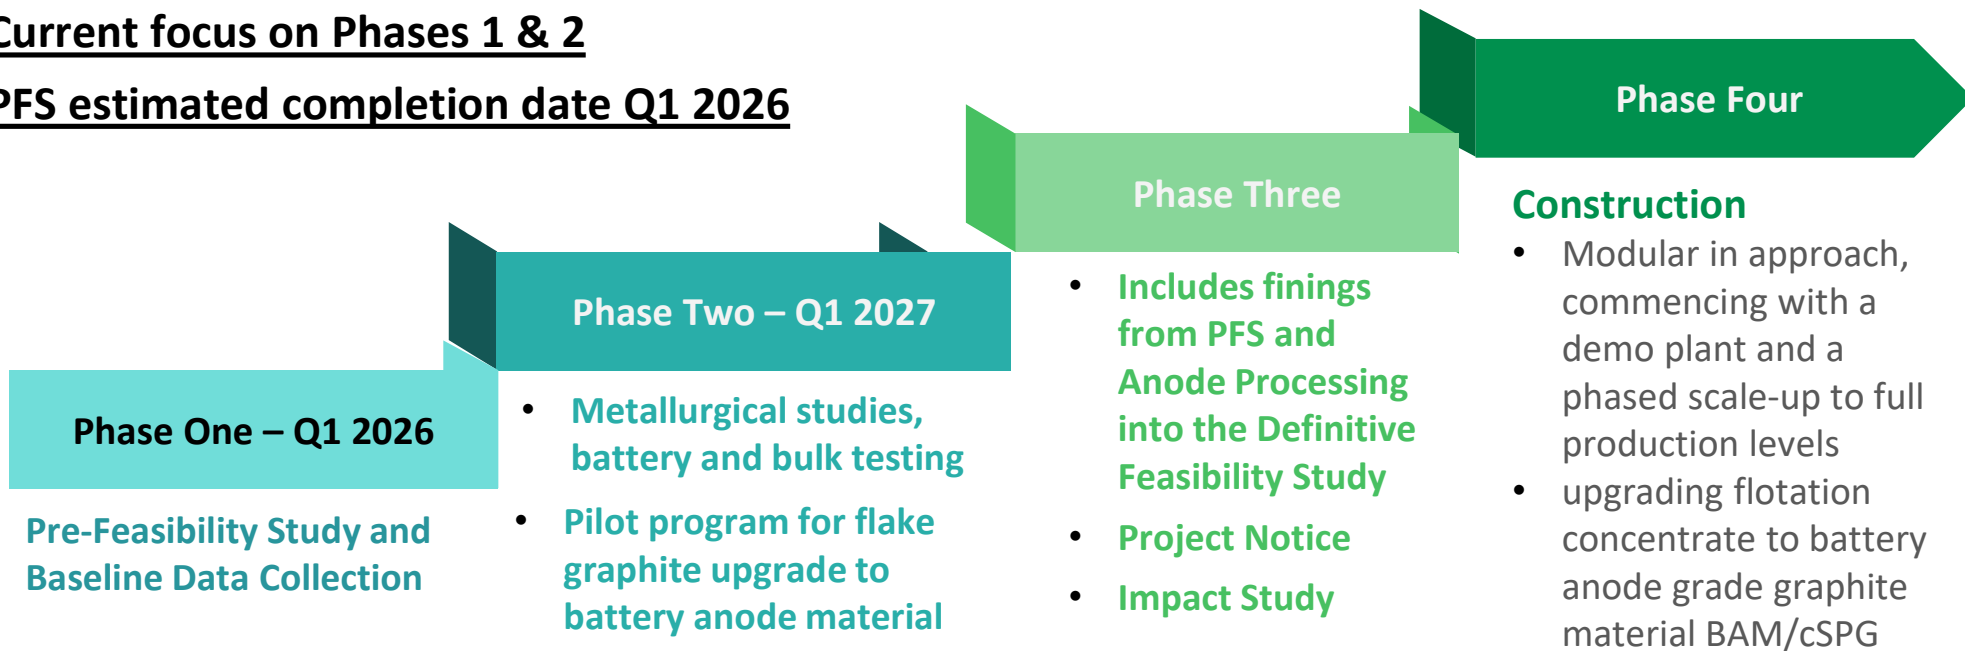 Current focus on Phases 1 & 2
PFS estimated completion date Q1 2026
Phase One – Q1 2026
Pre-Feasibility Study and
Baseline Data Collection
Phase Two – Q1 2027
• Metallurgical studies,
battery and bulk testing
• Pilot program for flake
graphite upgrade to
battery anode material
Phase Three
• Includes finings
from PFS and
Anode Processing
into the Definitive
Feasibility Study
• Project Notice
• Impact Study
Phase Four
Construction
• Modular in approach,
commencing with a
demo plant and a
phased scale-up to full
production levels
• upgrading flotation
concentrate to battery
anode grade graphite
material BAM/cSPG